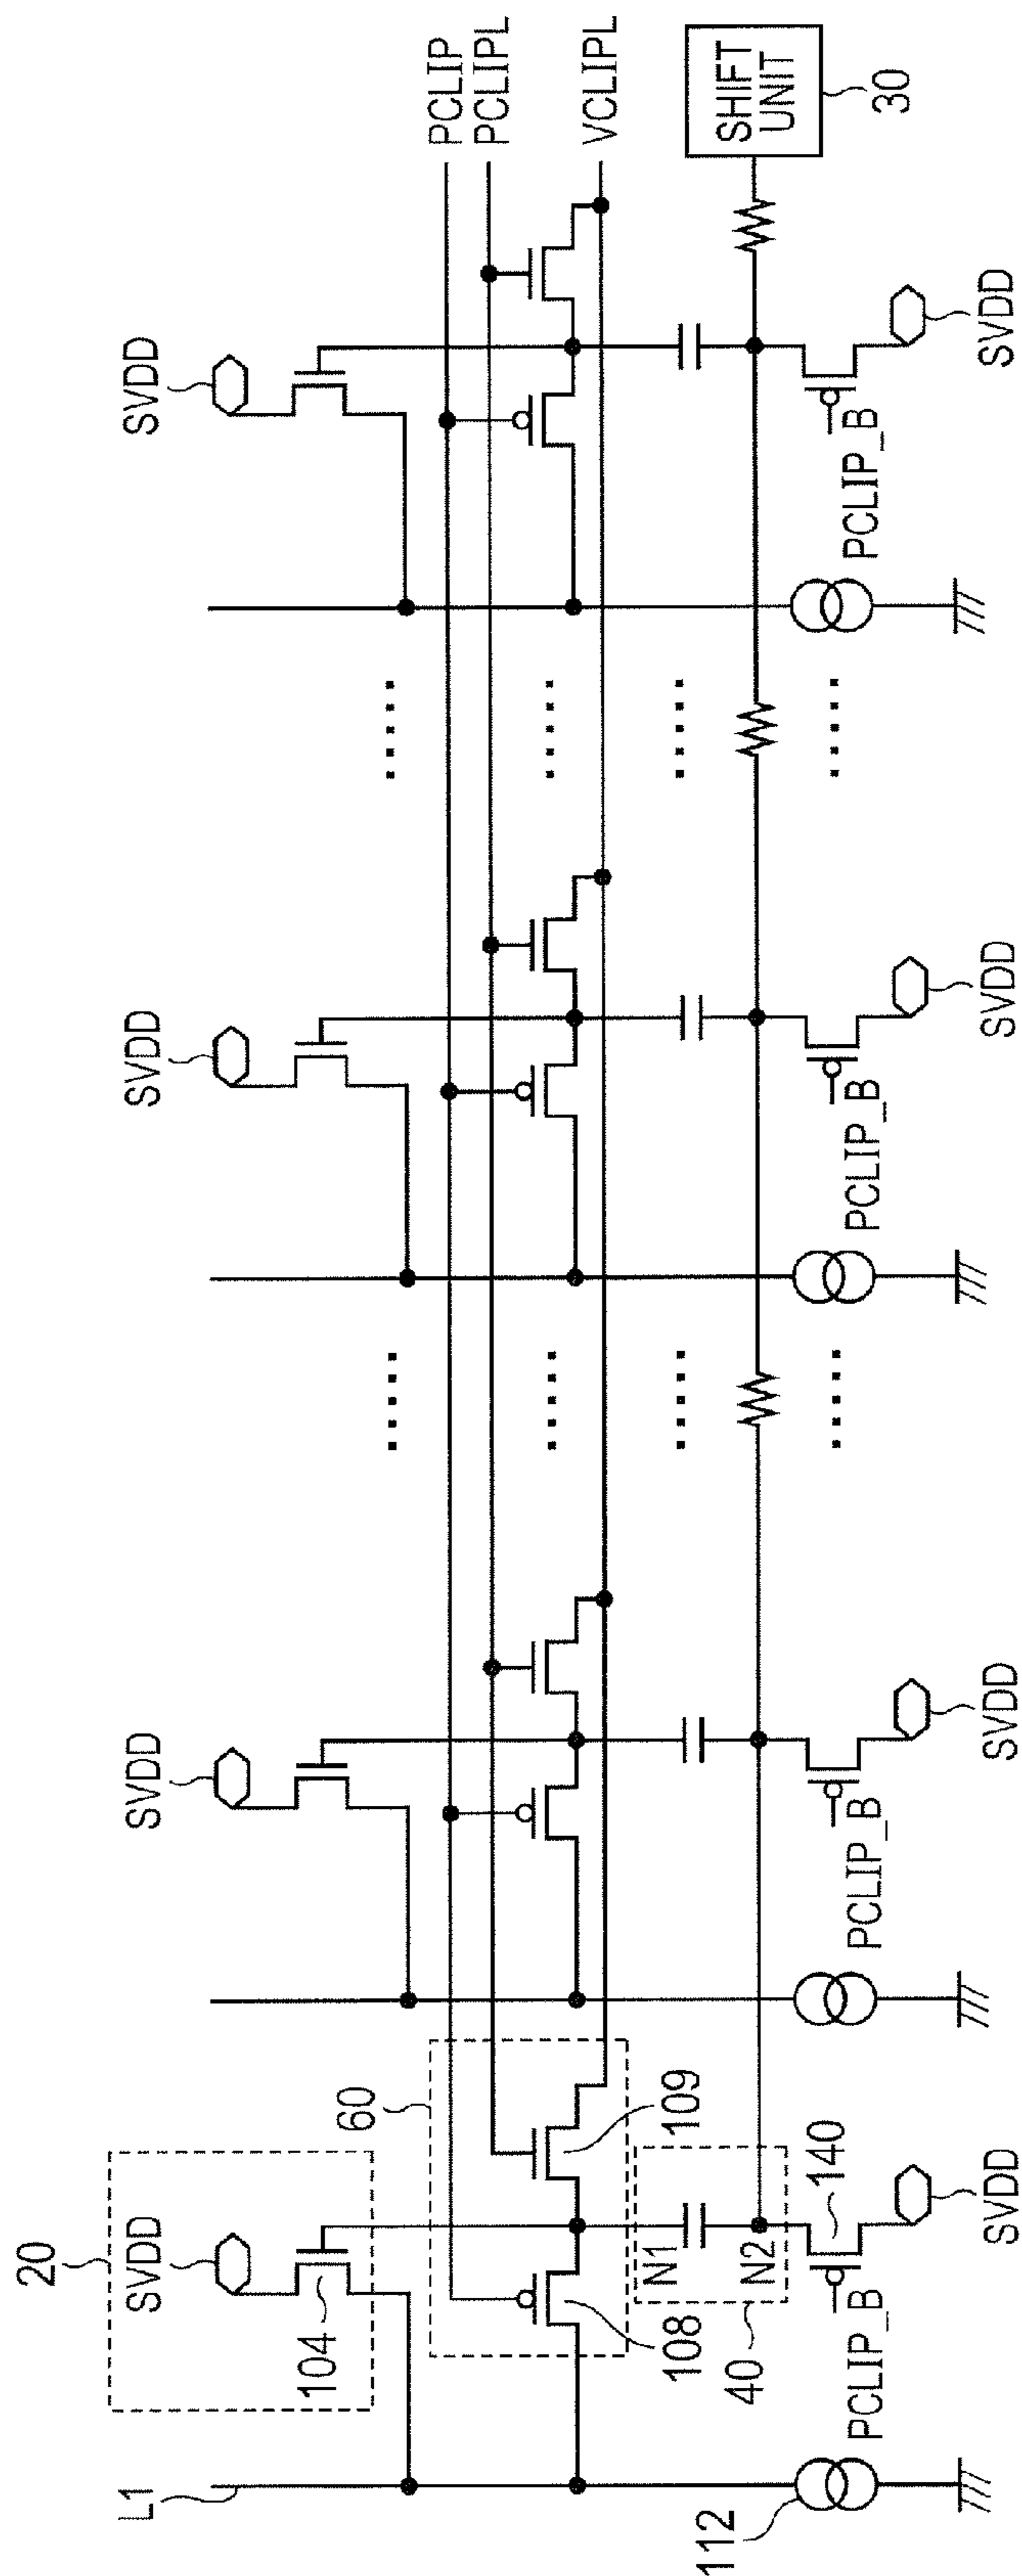 PCLIP
PCLIPL
VCLIPL
SHIFT
UNIT
30
SVDD
SVDD
PCLIP_B
SVDD
SVDD
PCLIP_B
SVDD
SVDD
PCLIP_B
20
SVDD
104
60
109
108
N1
N2
40
140
SVDD
PCLIP_B
L1
112